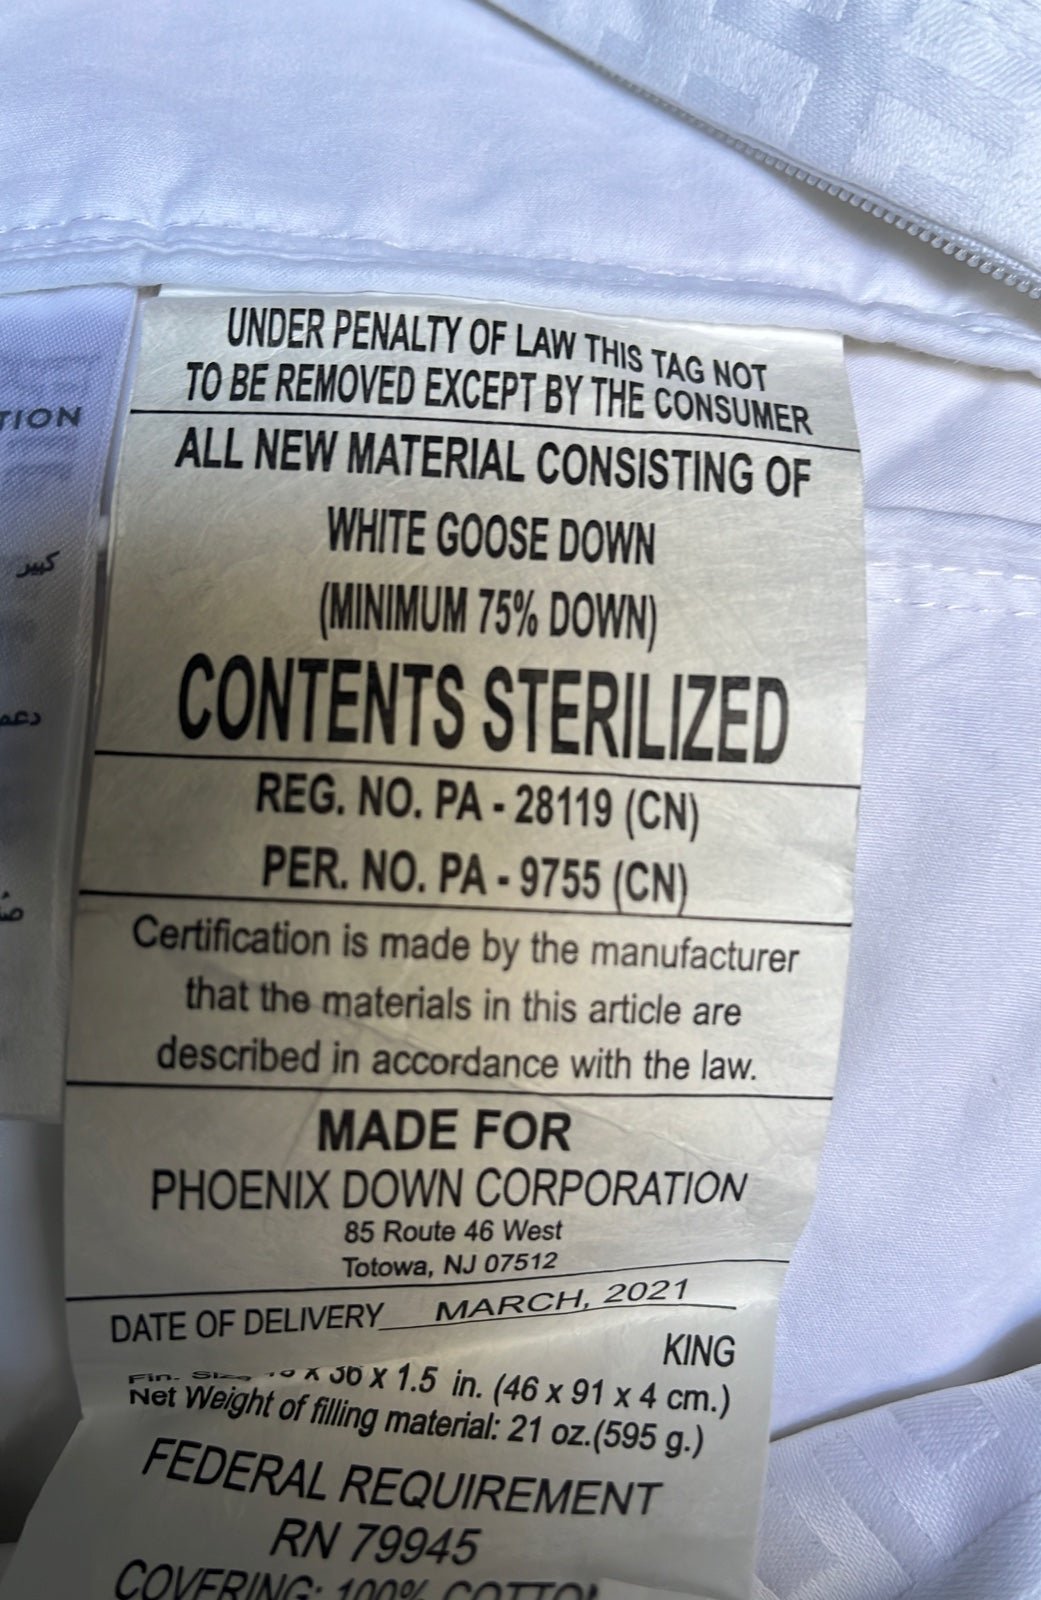 UNDER PENALTY OF LAW THIS TAG NOT
TO BE REMOVED EXCEPT BY THE CONSUMER
ALL NEW MATERIAL CONSISTING OF
WHITE GOOSE DOWN
(MINIMUM 75% DOWN)
CONTENTS STERILIZED
REG. NO. PA - 28119 (CN)
PER. NO. PA - 9755 (CN)
Certification is made by the manufacturer
that the materials in this article are
described in accordance with the law.
MADE FOR
PHOENIX DOWN CORPORATION
85 Route 46 West
Totowa, NJ 07512
DATE OF DELIVERY MARCH, 2021
KING
Fin. Size x 36 x 1.5 in. (46 x 91 x 4 cm.)
Net Weight of filling material: 21 oz.(595 g.)
FEDERAL REQUIREMENT
RN 79945
COVERING: 100%
TION
كبير